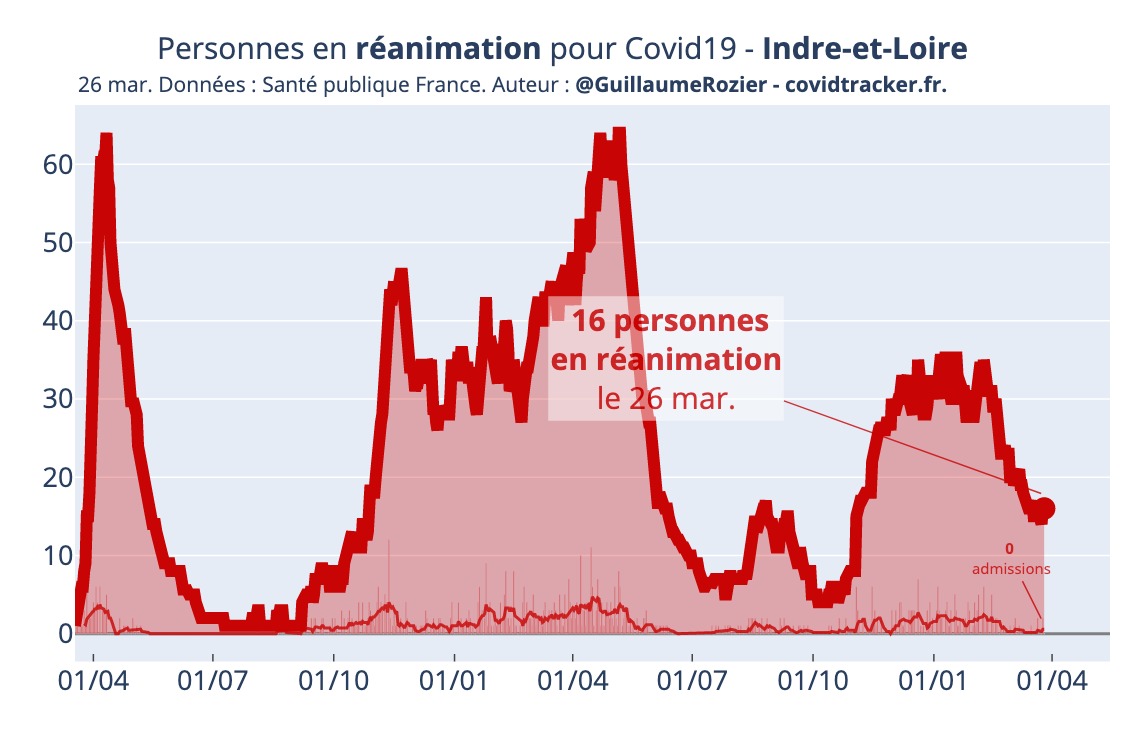 Personnes en réanimation pour Covid19 - Indre-et-Loire
26 mar. Données : Santé publique France. Auteur : @GuillaumeRozier - covidtracker.fr.
60
50
40
30
20
10
0
16 personnes
en réanimation
le 26 mar.
0
admissions
01/04 01/07 01/10 01/01 01/04 01/07 01/10 01/01 01/04